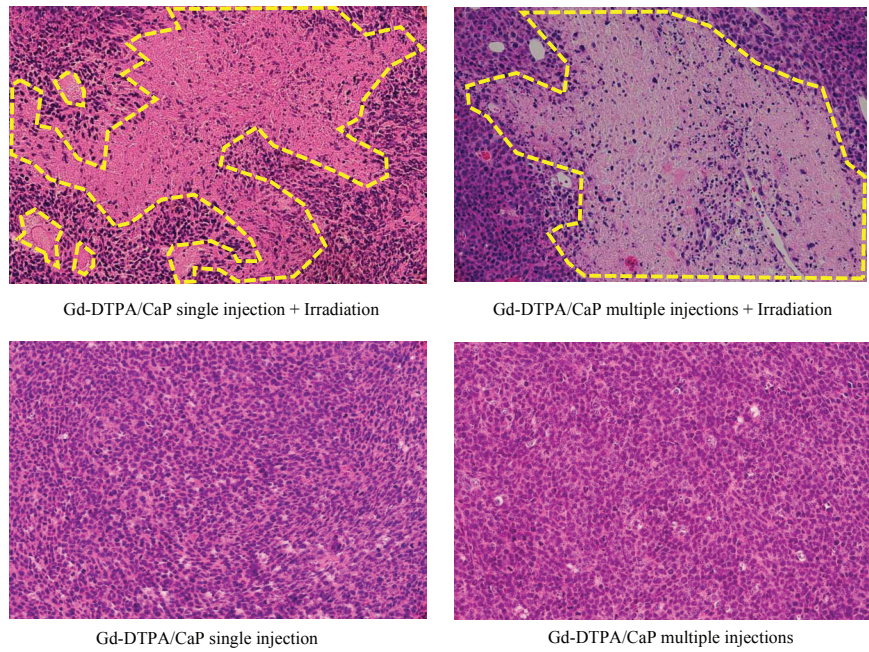 Gd-DTPA/CaP single injection + Irradiation
Gd-DTPA/CaP multiple injections + Irradiation
Gd-DTPA/CaP single injection
Gd-DTPA/CaP multiple injections